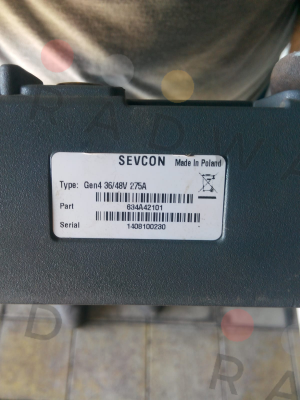 SEVCON Made in Poland
Type: Gen4 36/48V 275A
Part 634A42101
Serial 1408100230